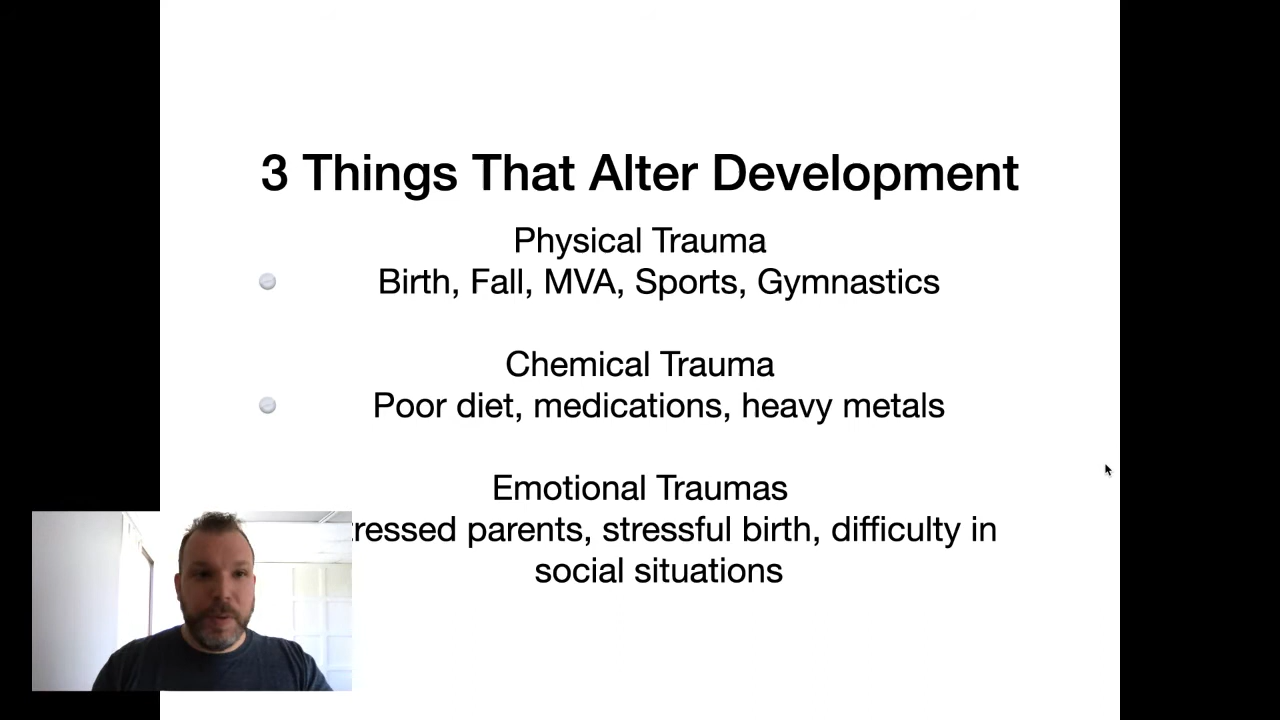 3 Things That Alter Development
Physical Trauma
Birth, Fall, MVA, Sports, Gymnastics
Chemical Trauma
Poor diet, medications, heavy metals
Emotional Traumas
parents, stressful birth, difficulty in
social situations